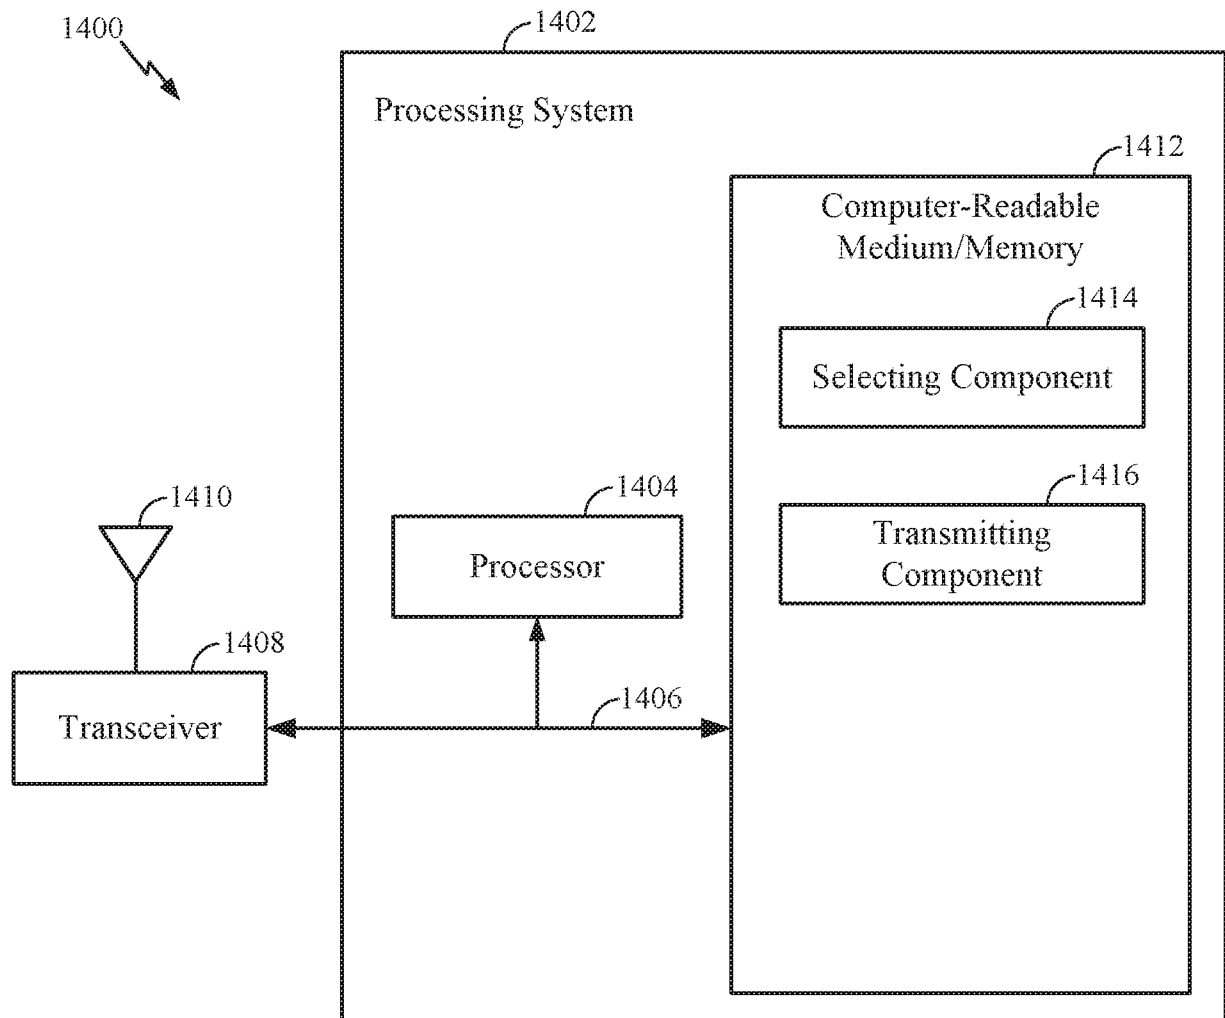 1400
1402
Processing System
1412
Computer-Readable
Medium/Memory
1414
Selecting Component
1410
1404
1416
Processor
Transmitting
Component
1408
1406
Transceiver